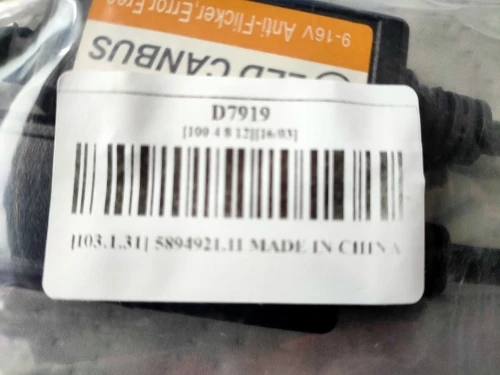 9-16V Anti-Flicker,Error Free
LED CANBUS
D7919
[100 4 8 12][16/03]
[103.1.31] 5894921.11 MADE IN CHINA